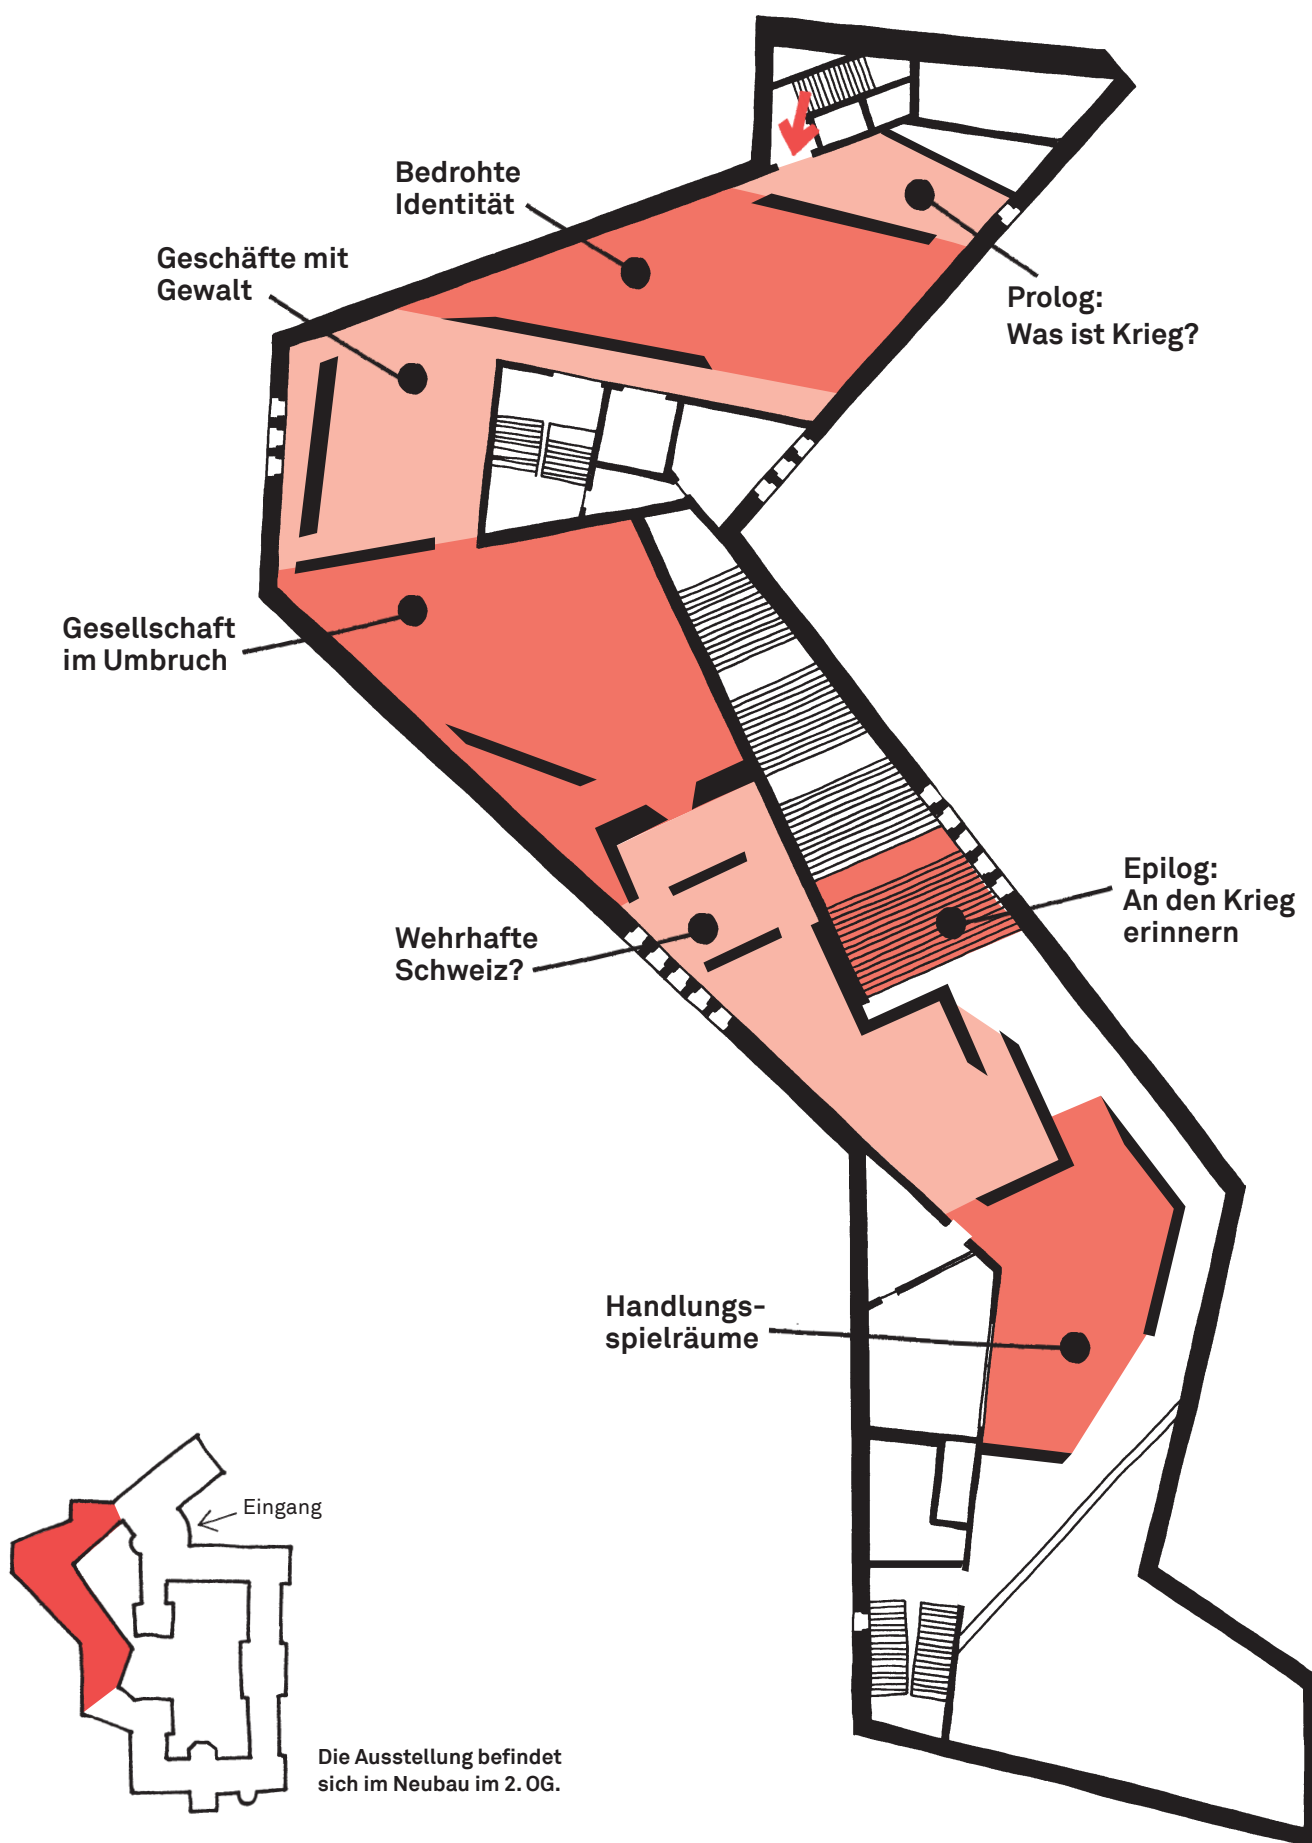 Bedrohte
Identität
Geschäfte mit
Gewalt
Prolog:
Was ist Krieg?
Gesellschaft
im Umbruch
Epilog:
An den Krieg
erinnern
Wehrhafte
Schweiz?
Handlungs-
spielräume
Eingang
Die Ausstellung befindet
sich im Neubau im 2. OG.